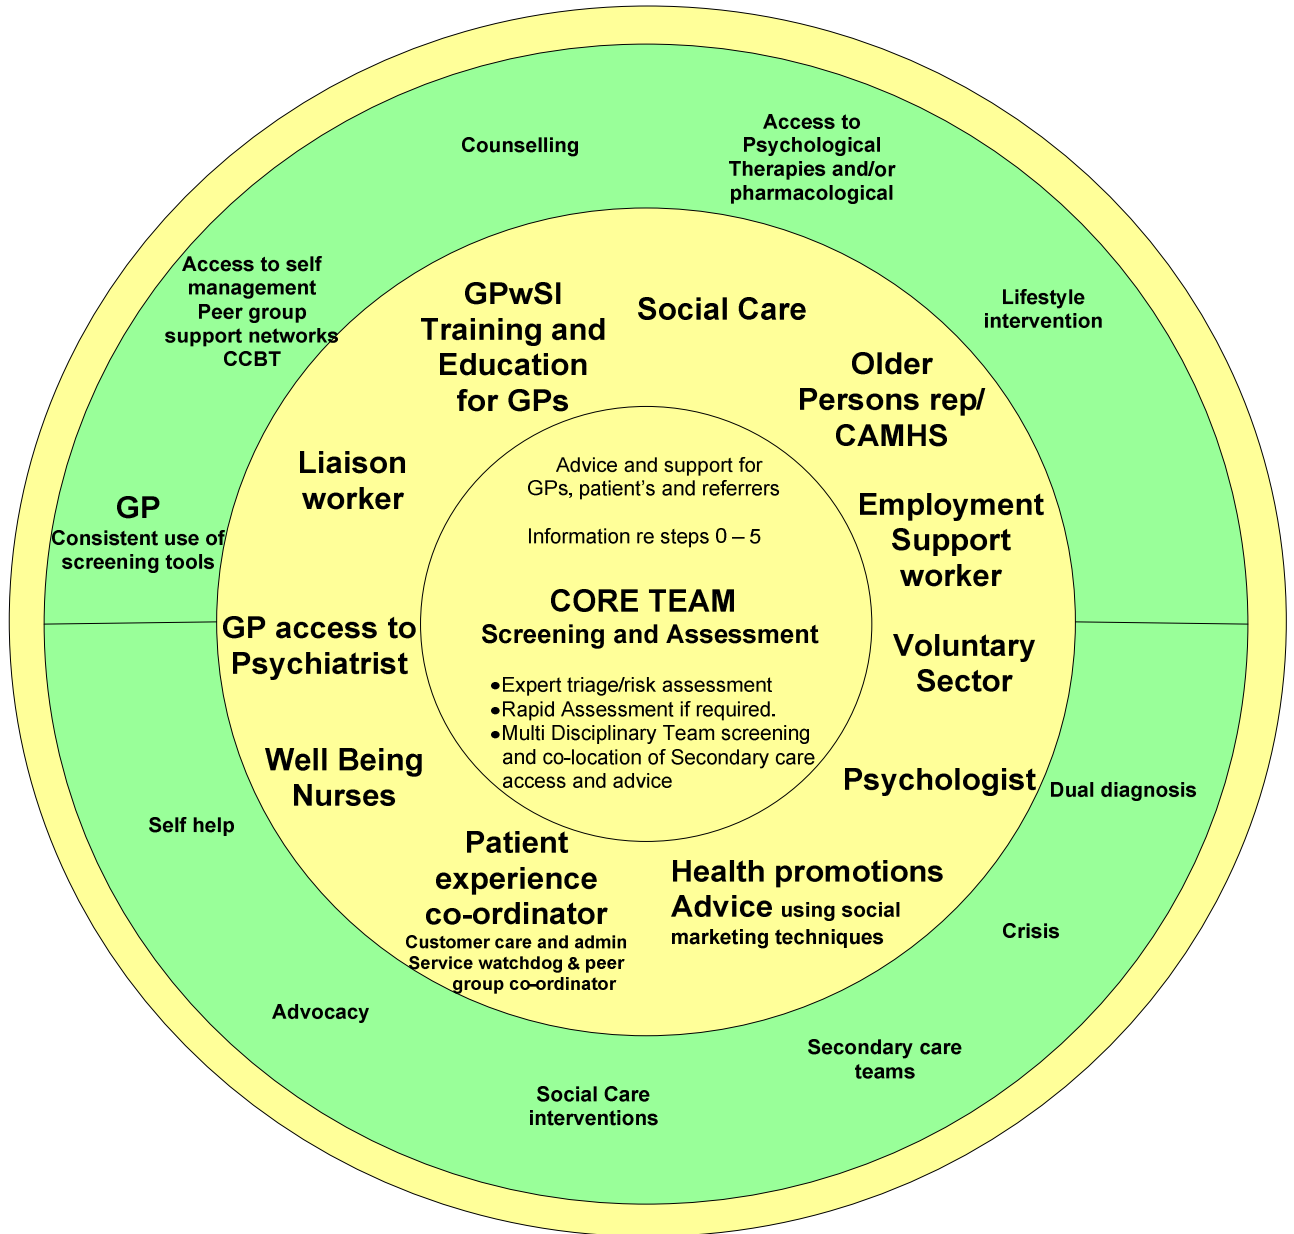 Counselling
Access to
Psychological
Therapies and/or
pharmacological
Access to self
management
Peer group
support networks
CCBT
Lifestyle
intervention
GP
Consistent use of
screening tools
GPwSI
Training and
Education
for GPs
Social Care
Older
Persons rep/
CAMHS
Liaison
worker
Employment
Support
worker
GP access to
Psychiatrist
Voluntary
Sector
Well Being
Nurses
Psychologist
Patient
experience
co-ordinator
Customer care and admin
Service watchdog & peer
group co-ordinator
Health promotions
Advice using social
marketing techniques
Advice and support for
GPs, patient's and referrers
Information re steps 0 – 5
CORE TEAM
Screening and Assessment
●Expert triage/risk assessment
●Rapid Assessment if required.
●Multi Disciplinary Team screening
and co-location of Secondary care
access and advice
Dual diagnosis
Self help
Crisis
Advocacy
Secondary care
teams
Social Care
interventions